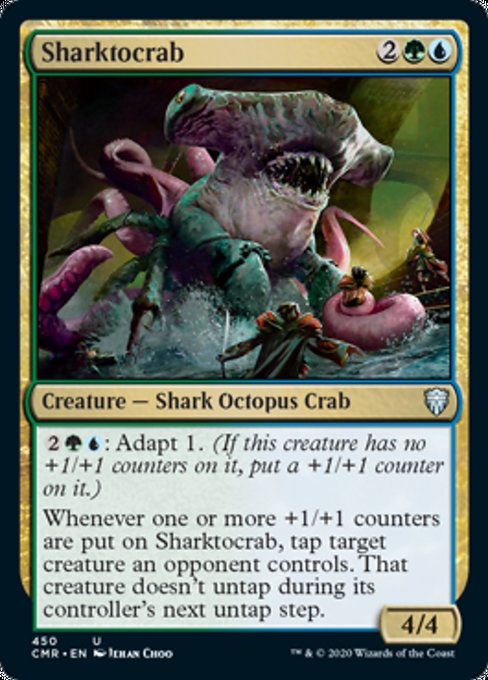 Sharktocrab 2
Creature — Shark Octopus Crab
2 : Adapt 1. (If this creature has no
+1/+1 counters on it, put a +1/+1 counter
on it.)
Whenever one or more +1/+1 counters
are put on Sharktocrab, tap target
creature an opponent controls. That
creature doesn't untap during its
controller's next untap step.
4/4
450 U
CMR • EN Jehan Choo ™ & © 2020 Wizards of the Coast